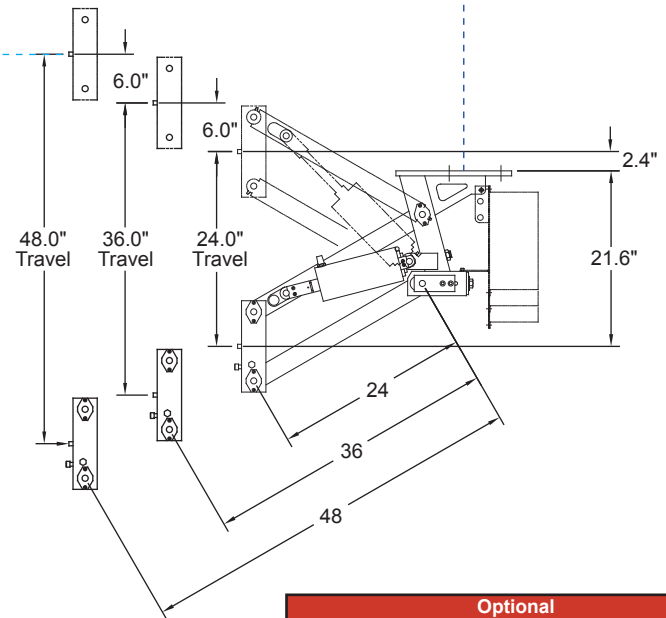 6.0"
6.0"
2.4"
48.0"
Travel
36.0"
Travel
24.0"
Travel
21.6"
24
36
48
Optional